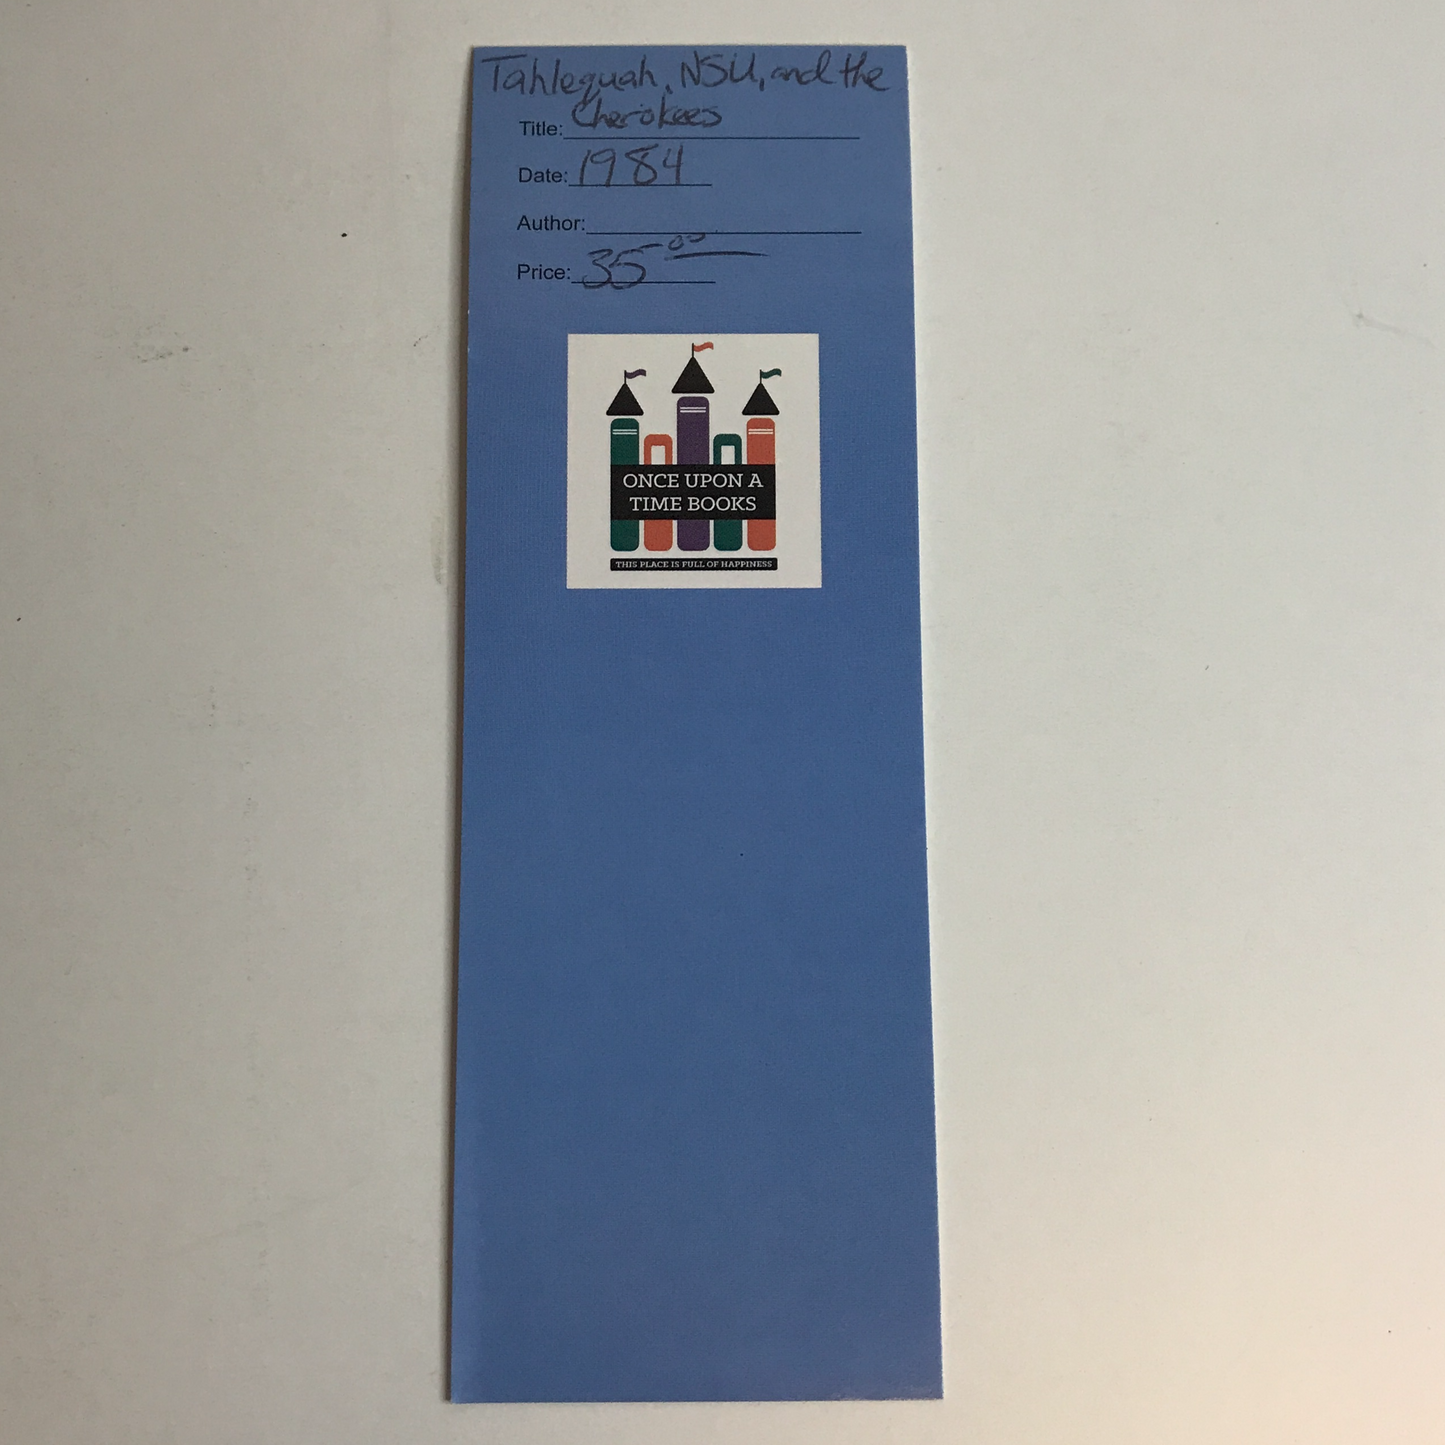 Tahlequah, NSU, and the
Title: Cherokees
Date: 1984
Author:
Price: 35.00
ONCE UPON A
TIME BOOKS
THIS PLACE IS FULL OF HAPPINESS